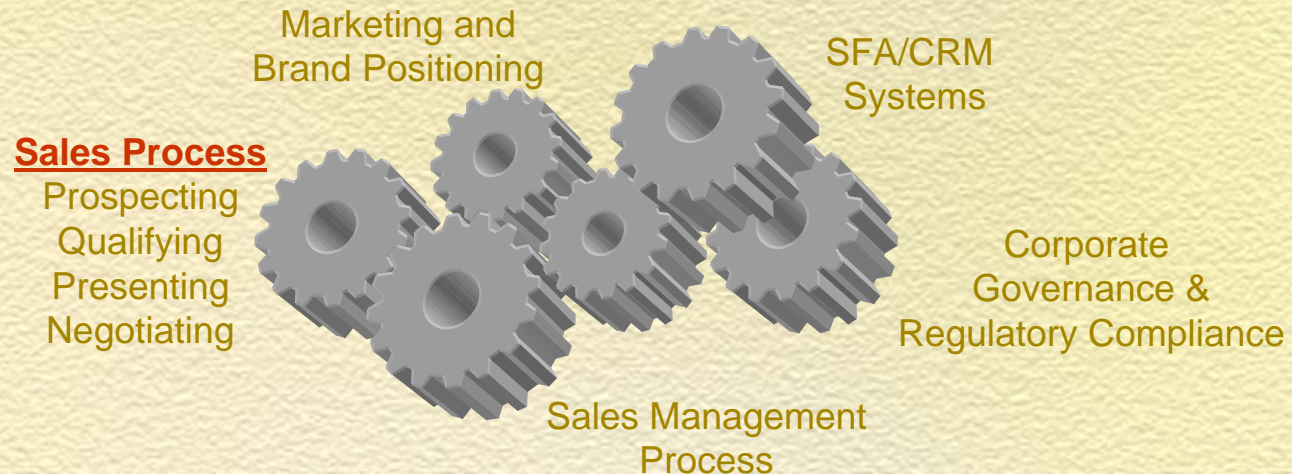 Marketing and
Brand Positioning
SFA/CRM
Systems
Sales Process
Prospecting
Qualifying
Presenting
Negotiating
Corporate
Governance &
Regulatory Compliance
Sales Management
Process